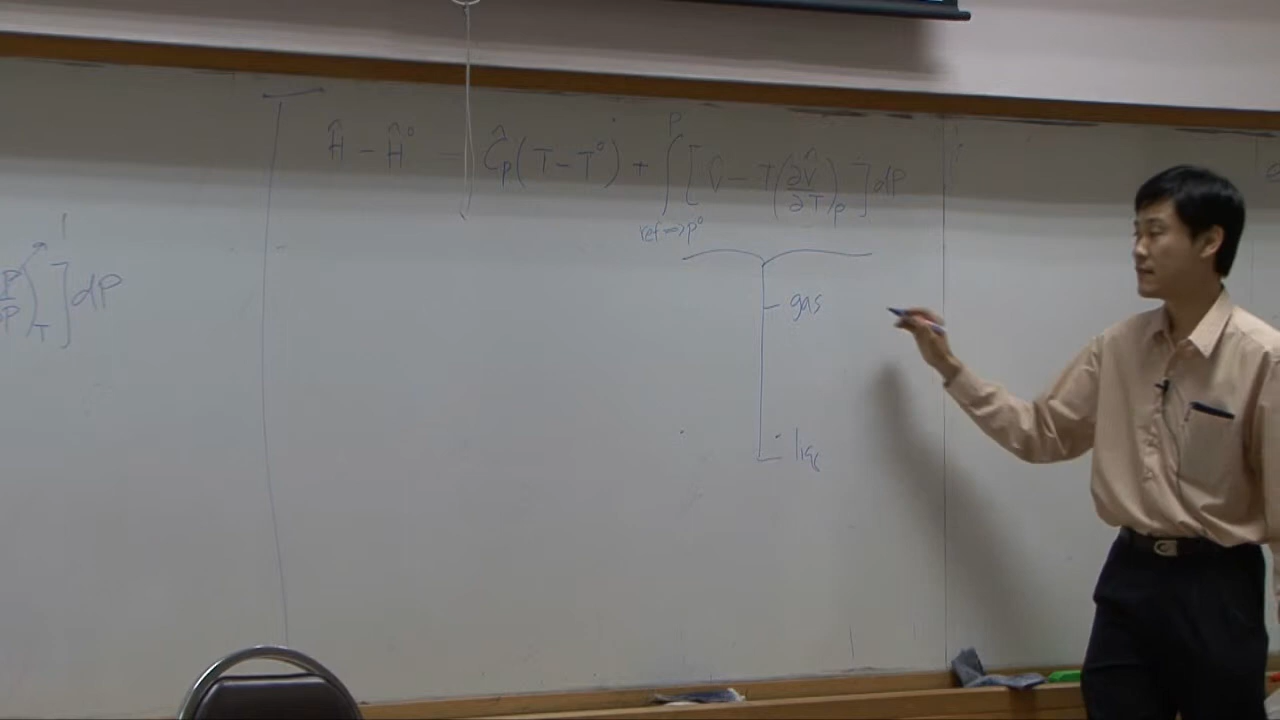 Ĥ - Ĥ° = Ĉp(T - T°) + ∫ [V̂ - T(∂V̂/∂T)p] dP
P
ref => p°
]dP
T
gas
liq